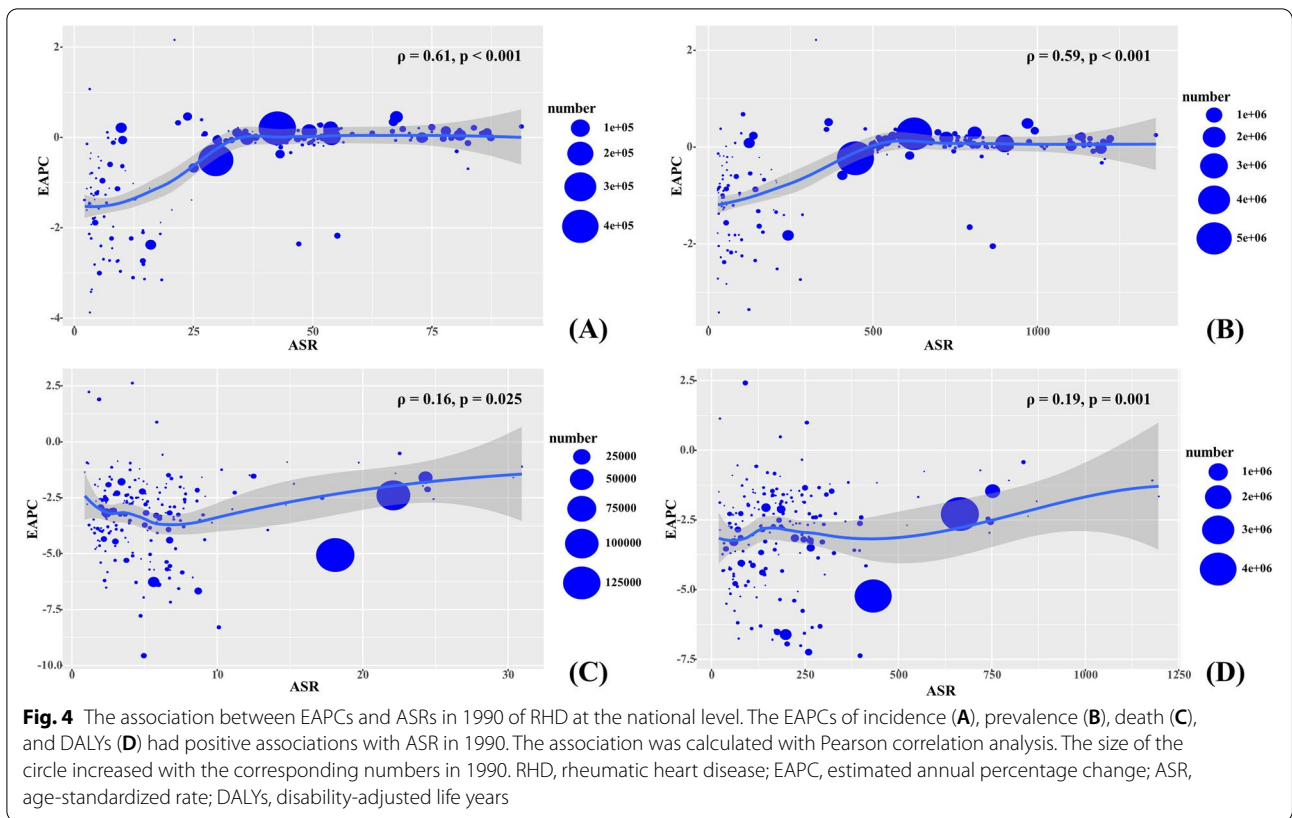 2-
0-
-2-
-4-
0
25
50
75
EAPC
ASR
ρ = 0.61, p < 0.001
number
1e+05
2e+05
3e+05
4e+05
(A)
2-
0-
-2-
0
500
1000
EAPC
ASR
ρ = 0.59, p < 0.001
number
1e+06
2e+06
3e+06
4e+06
5e+06
(B)
2.5-
0.0-
-2.5-
-5.0-
-7.5-
-10.0-
0
10
20
30
EAPC
ASR
ρ = 0.16, p = 0.025
number
25000
50000
75000
100000
125000
(C)
2.5-
0.0-
-2.5-
-5.0-
-7.5-
0
250
500
750
1000
1250
EAPC
ASR
ρ = 0.19, p = 0.001
number
1e+06
2e+06
3e+06
4e+06
(D)
Fig. 4 The association between EAPCs and ASRs in 1990 of RHD at the national level. The EAPCs of incidence (A), prevalence (B), death (C),
and DALYs (D) had positive associations with ASR in 1990. The association was calculated with Pearson correlation analysis. The size of the
circle increased with the corresponding numbers in 1990. RHD, rheumatic heart disease; EAPC, estimated annual percentage change; ASR,
age-standardized rate; DALYs, disability-adjusted life years